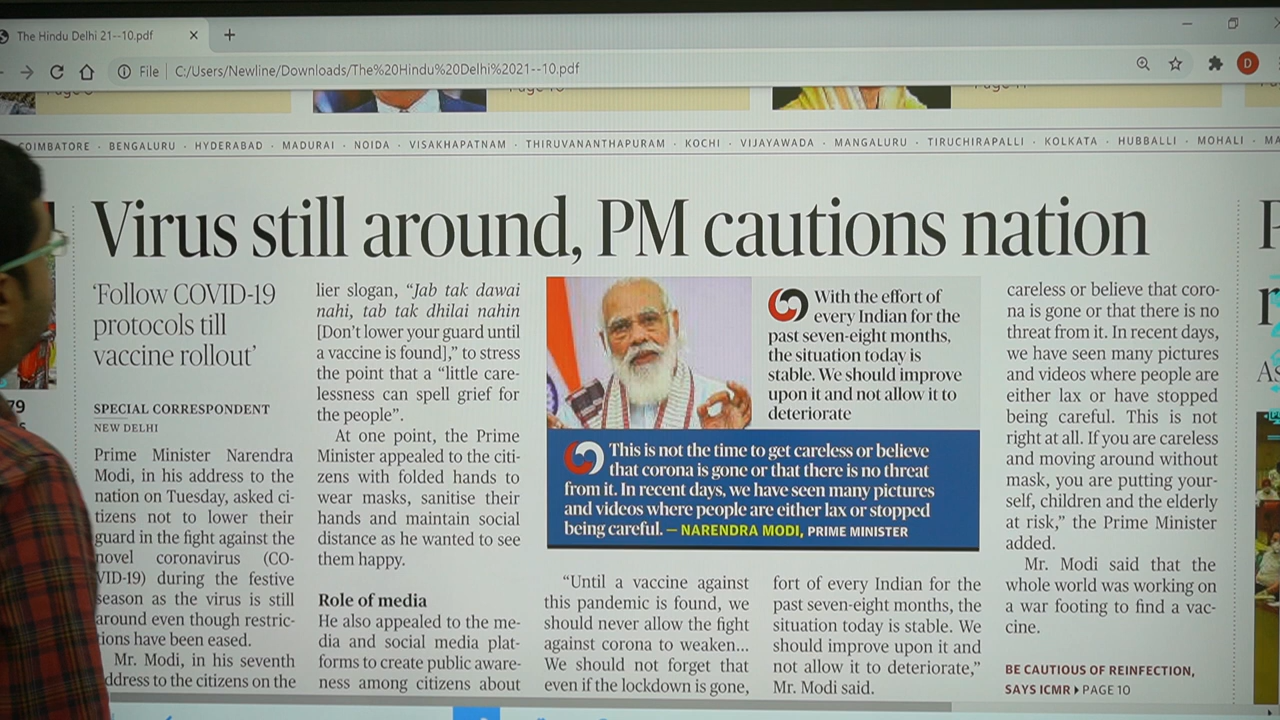 The Hindu Delhi 21--10.pdf
File
C:/Users/Newline/Downloads/The%20Hindu%20Delhi%2021--10.pdf
D
COIMBATORE · BENGALURU · HYDERABAD · MADURAI · NOIDA · VISAKHAPATNAM · THIRUVANANTHAPURAM · KOCHI · VIJAYAWADA · MANGALURU · TIRUCHIRAPALLI · KOLKATA · HUBBALLI · MOHALI ·
Virus still around, PM cautions nation
‘Follow COVID-19
protocols till
vaccine rollout’
SPECIAL CORRESPONDENT
NEW DELHI
Prime Minister Narendra
Modi, in his address to the
nation on Tuesday, asked ci-
tizens not to lower their
guard in the fight against the
novel coronavirus (CO-
VID-19) during the festive
season as the virus is still
around even though restric-
tions have been eased.
Mr. Modi, in his seventh
address to the citizens on the
lier slogan, “Jab tak dawai
nahi, tab tak dhilai nahin
[Don’t lower your guard until
a vaccine is found],” to stress
the point that a “little care-
lessness can spell grief for
the people”.
At one point, the Prime
Minister appealed to the citi-
zens with folded hands to
wear masks, sanitise their
hands and maintain social
distance as he wanted to see
them happy.
Role of media
He also appealed to the me-
dia and social media plat-
forms to create public aware-
ness among citizens about
With the effort of
every Indian for the
past seven-eight months,
the situation today is
stable. We should improve
upon it and not allow it to
deteriorate
This is not the time to get careless or believe
that corona is gone or that there is no threat
from it. In recent days, we have seen many pictures
and videos where people are either lax or stopped
being careful. — NARENDRA MODI, PRIME MINISTER
“Until a vaccine against
this pandemic is found, we
should never allow the fight
against corona to weaken...
We should not forget that
even if the lockdown is gone,
fort of every Indian for the
past seven-eight months, the
situation today is stable. We
should improve upon it and
not allow it to deteriorate,”
Mr. Modi said.
careless or believe that coro-
na is gone or that there is no
threat from it. In recent days,
we have seen many pictures
and videos where people are
either lax or have stopped
being careful. This is not
right at all. If you are careless
and moving around without
mask, you are putting your-
self, children and the elderly
at risk,” the Prime Minister
added.
Mr. Modi said that the
whole world was working on
a war footing to find a vac-
cine.
BE CAUTIOUS OF REINFECTION,
SAYS ICMR PAGE 10
79